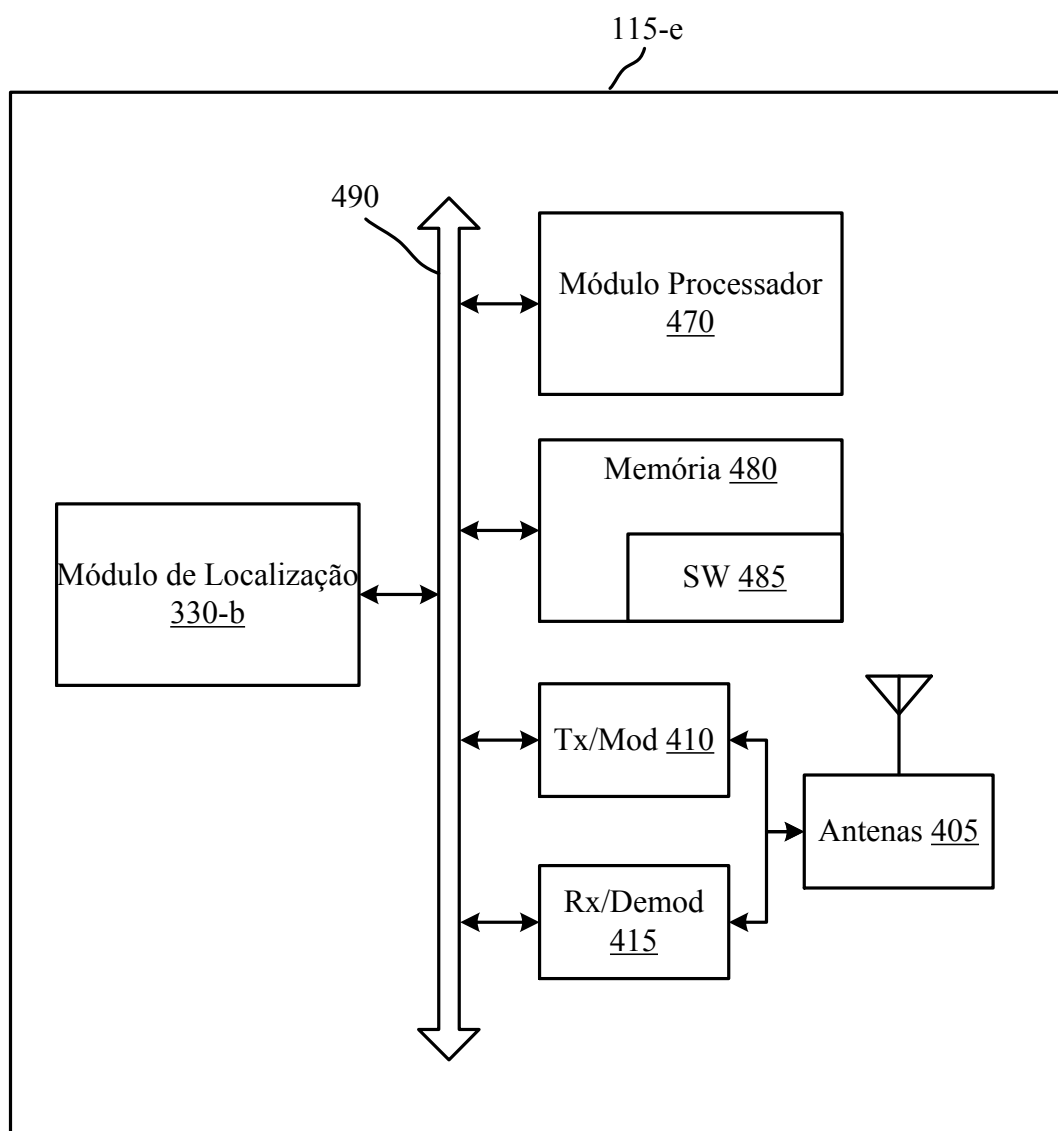 115-e
490
Módulo Processador
470
Memória 480
SW 485
Módulo de Localização
330-b
Tx/Mod 410
Antenas 405
Rx/Demod
415